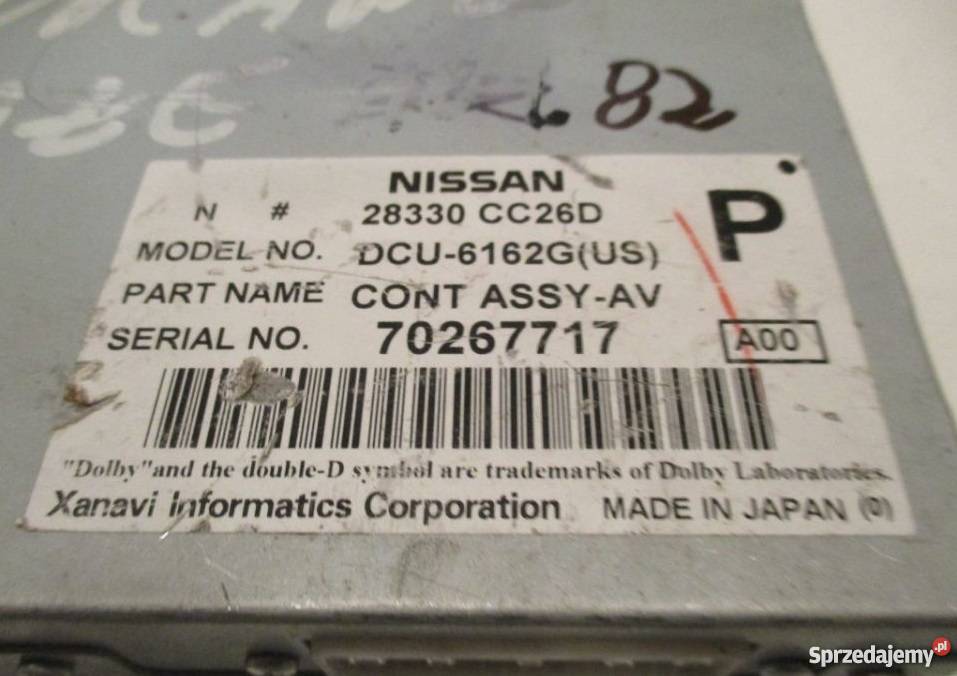 682
NISSAN
N # 28330 CC26D P
MODEL NO. DCU-6162G(US)
PART NAME CONT ASSY-AV
SERIAL NO. 70267717 A00
"Dolby"and the double-D symbol are trademarks of Dolby Laboratories.
Xanavi Informatics Corporation MADE IN JAPAN (0)
Sprzedajemy.pl